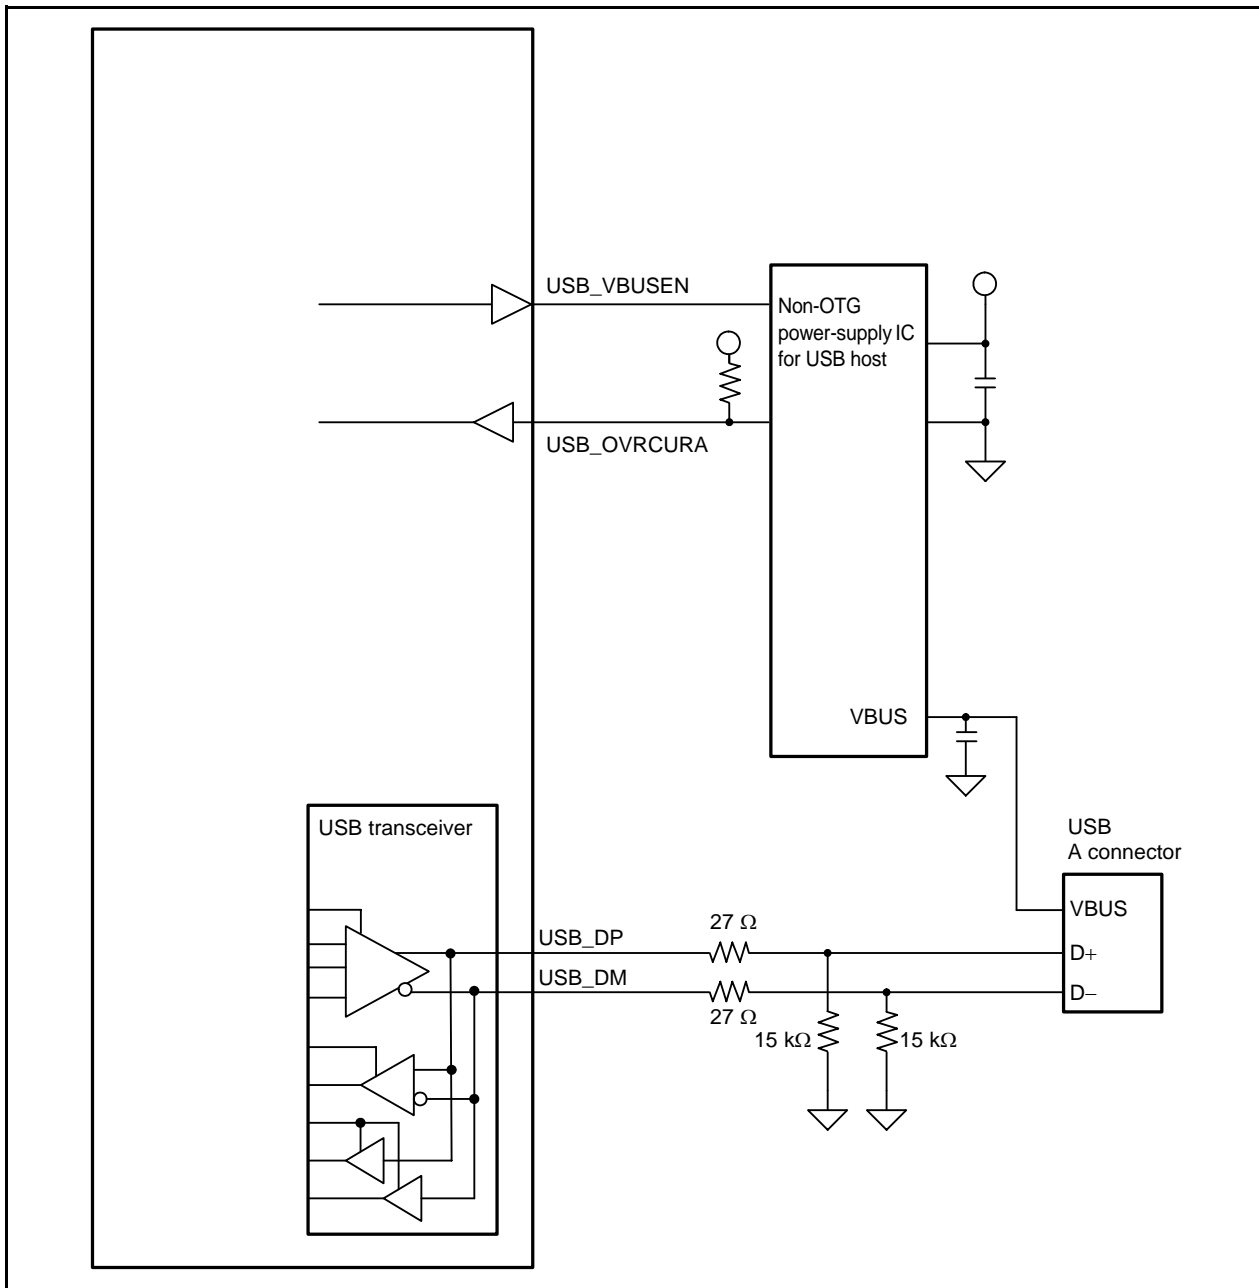 USB_VBUSEN
Non-OTG
power-supply IC
for USB host
USB_OVRCURA
VBUS
USB transceiver
USB
A connector
VBUS
27 Ω
USB_DP
D+
USB_DM
D−
27 Ω
15 kΩ
15 kΩ